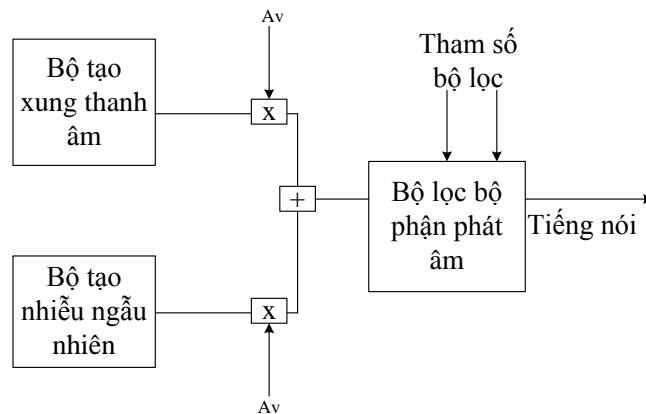 Av
Tham số
bộ lọc
Bộ tạo
xung thanh
âm
x
+
Bộ lọc bộ
phận phát
âm
Tiếng nói
Bộ tạo
nhiễu ngẫu
nhiên
x
Av